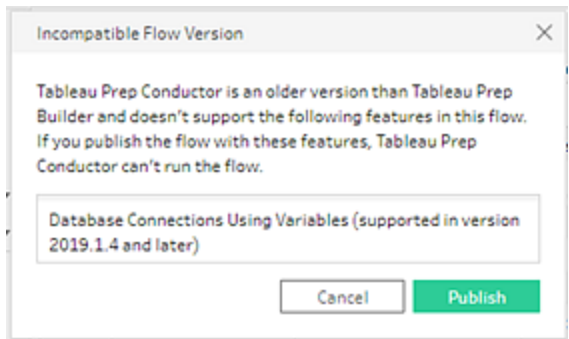 Incompatible Flow Version
Tableau Prep Conductor is an older version than Tableau Prep
Builder and doesn't support the following features in this flow.
If you publish the flow with these features, Tableau Prep
Conductor can't run the flow.
Database Connections Using Variables (supported in version
2019.1.4 and later)
Cancel
Publish